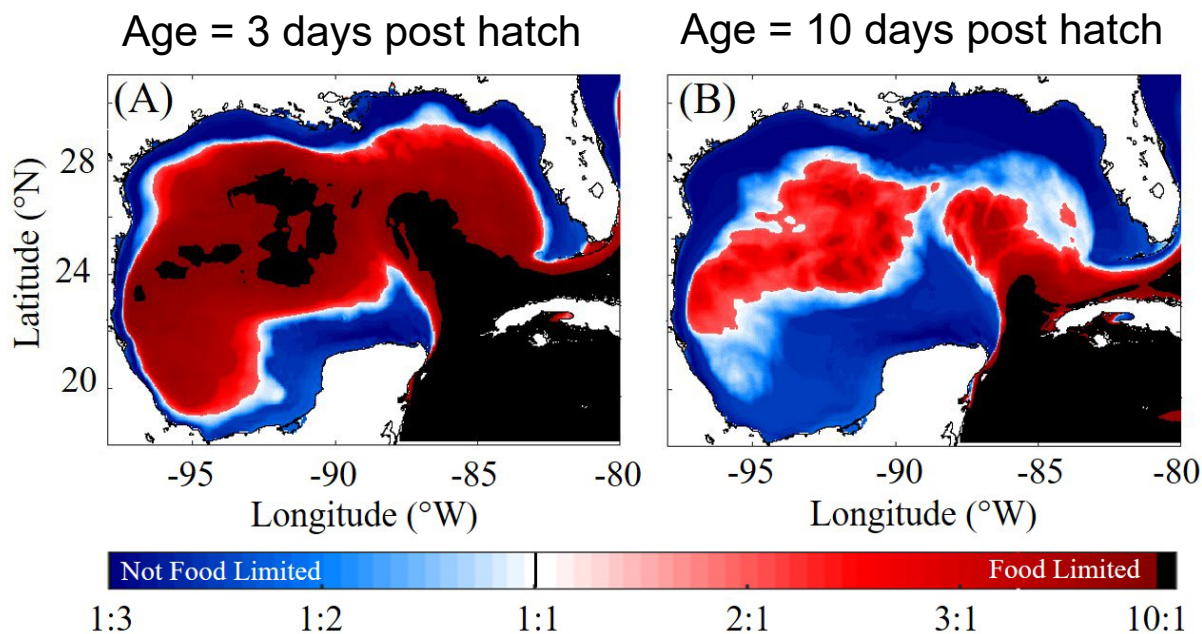 Age = 3 days post hatch
Age = 10 days post hatch
(A)
(B)
28
24
20
Latitude (°N)
-95
-90
-85
-80
-95
-90
-85
-80
Longitude (°W)
Longitude (°W)
Not Food Limited
Food Limited
1:3
1:2
1:1
2:1
3:1
10:1